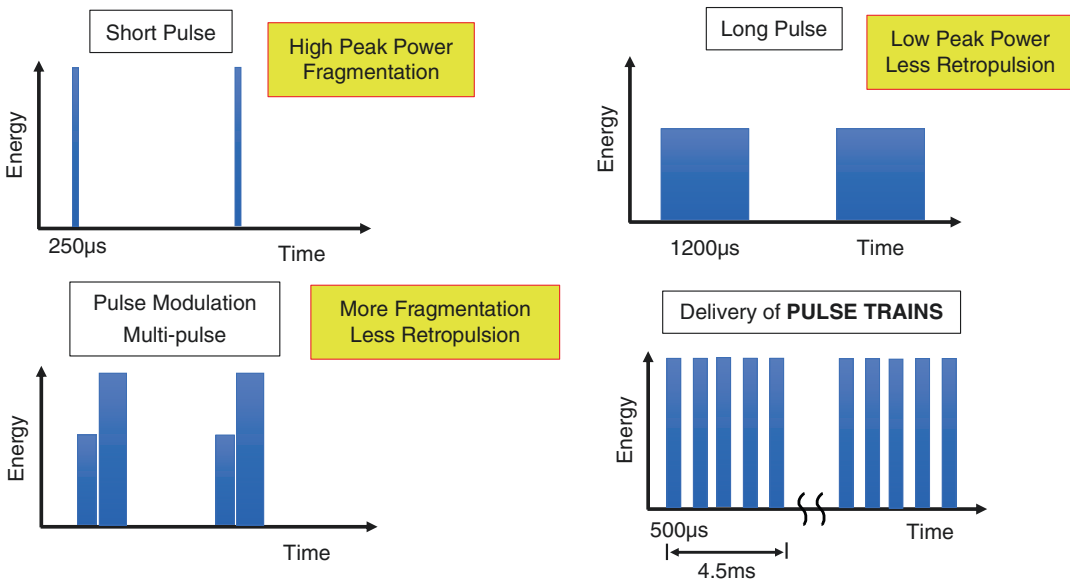 Short Pulse
High Peak Power
Fragmentation
Energy
250µs
Time
Long Pulse
Low Peak Power
Less Retropulsion
Energy
1200µs
Time
Pulse Modulation
Multi-pulse
More Fragmentation
Less Retropulsion
Energy
Time
Delivery of PULSE TRAINS
Energy
500µs
Time
4.5ms